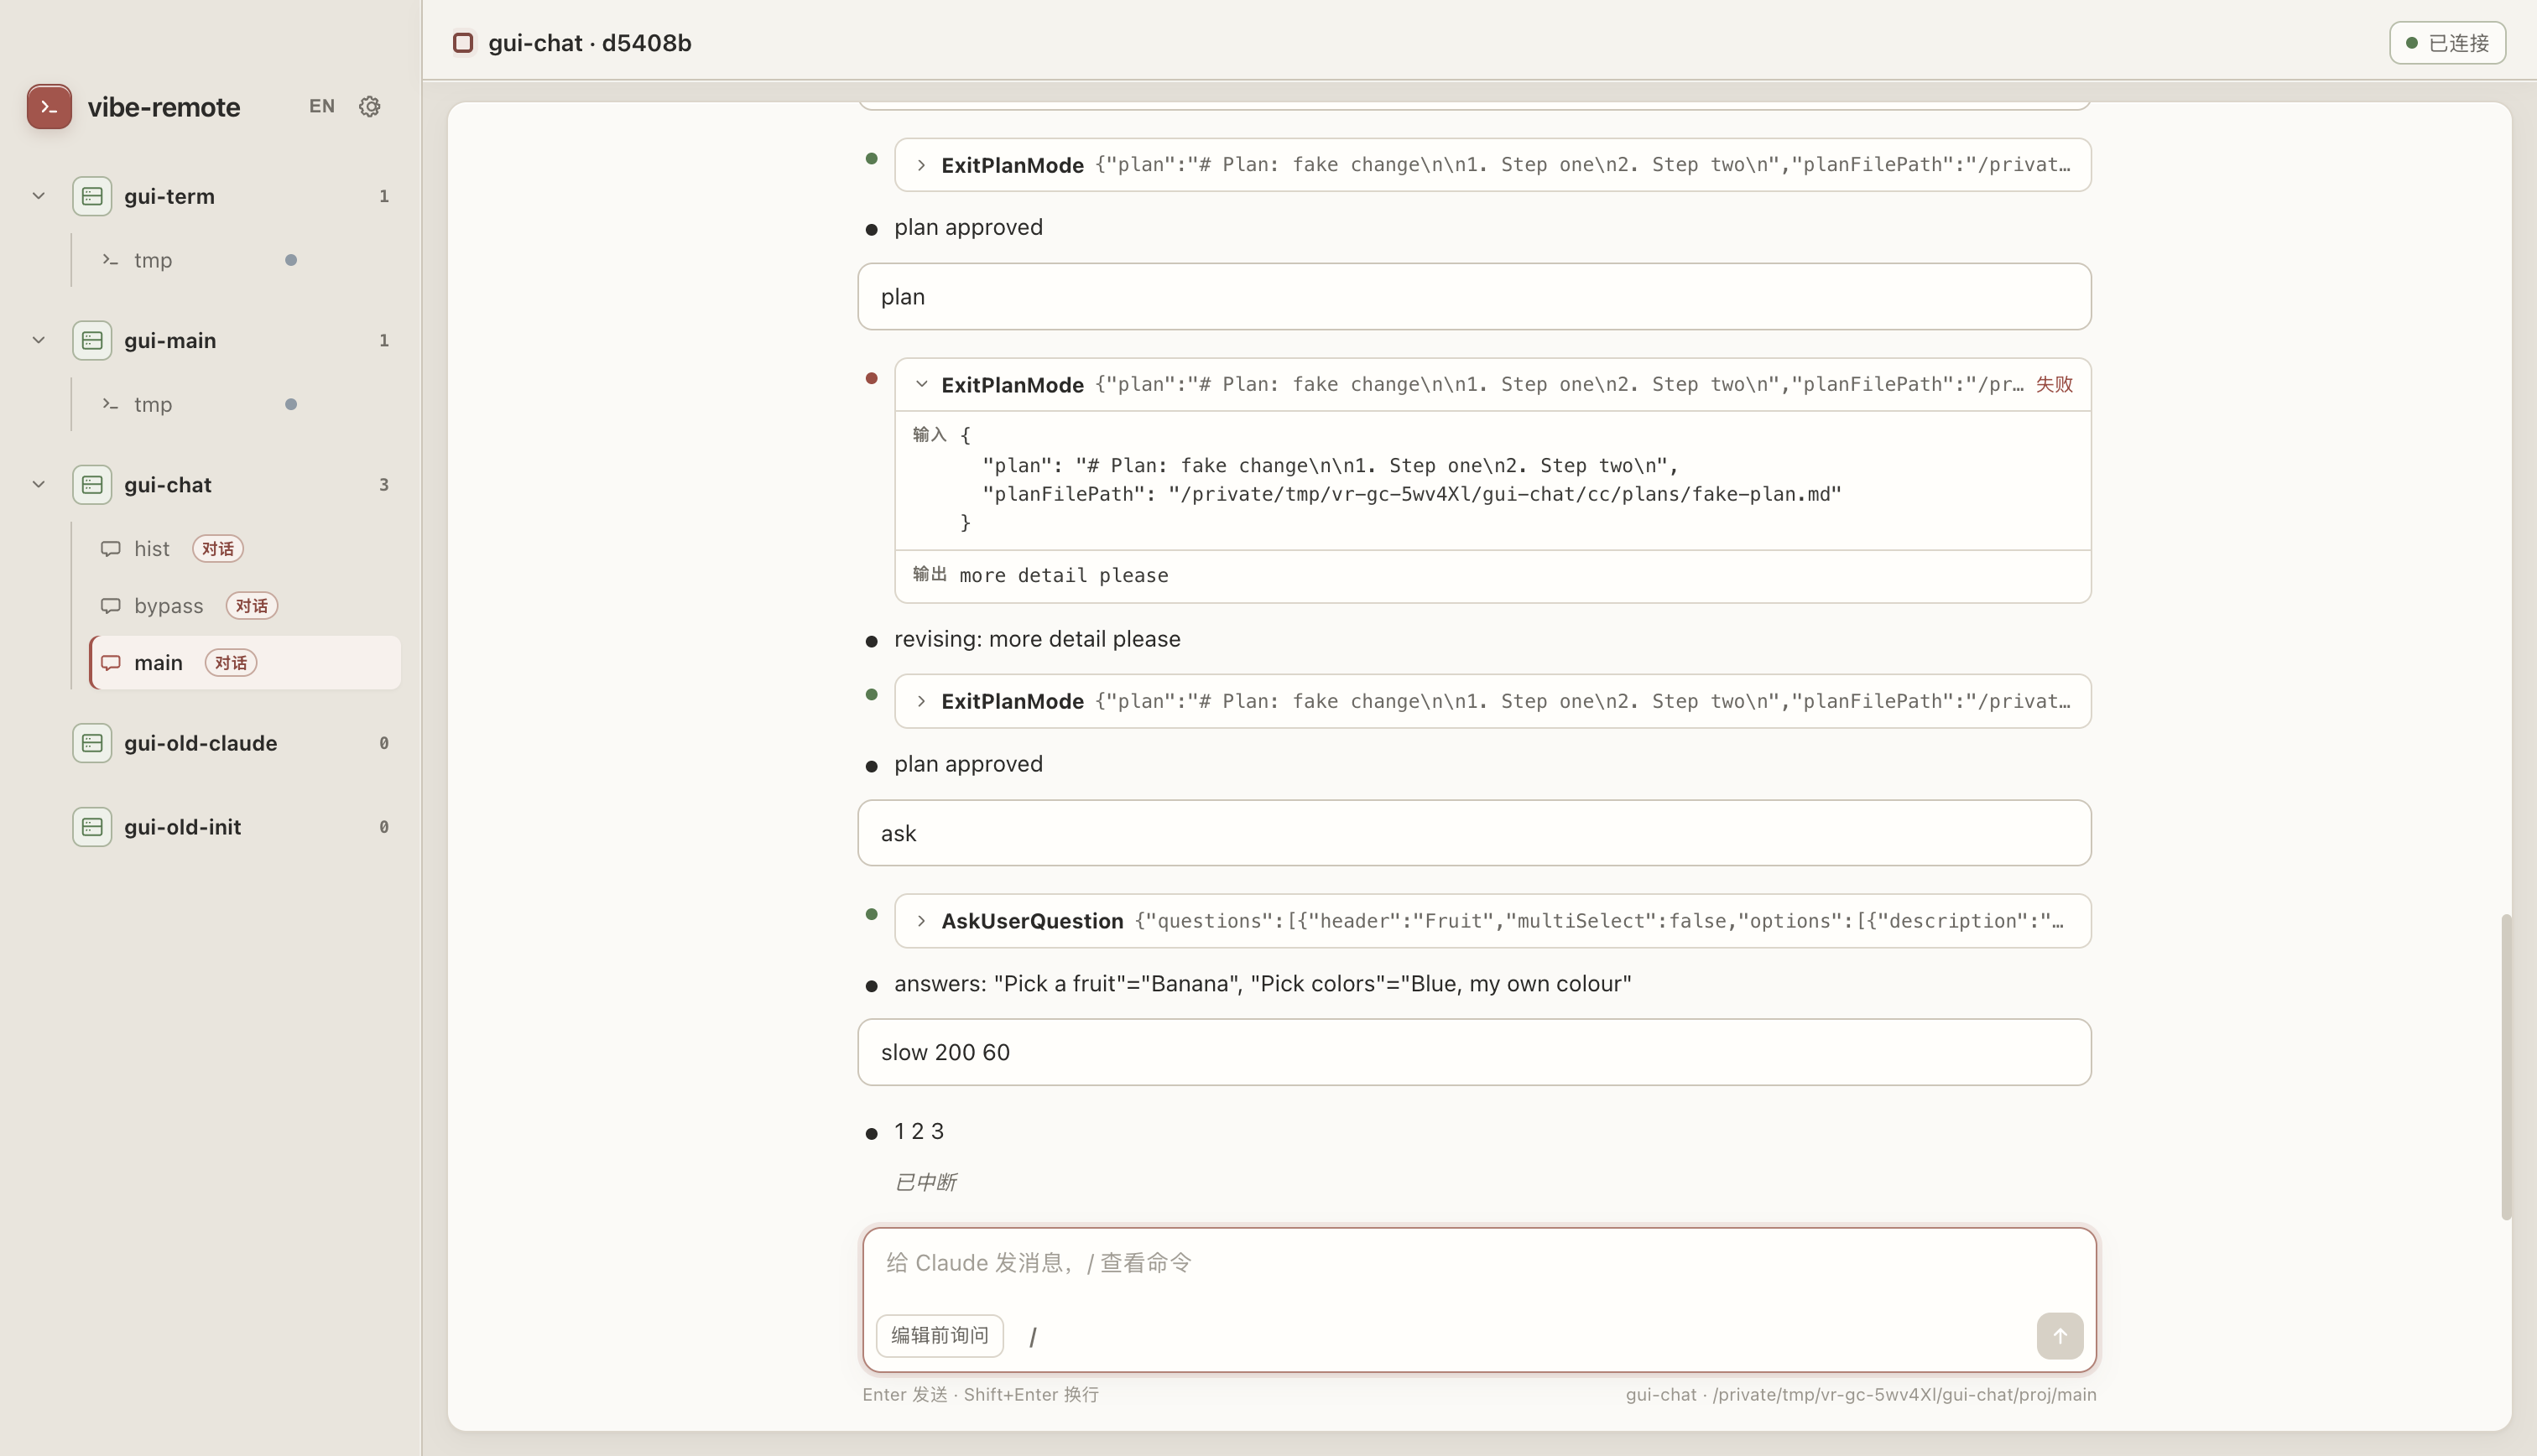 vibe-remote
EN
gui-term
1
tmp
gui-main
1
tmp
gui-chat
3
hist 对话
bypass 对话
main 对话
gui-old-claude
0
gui-old-init
0
gui-chat · d5408b
已连接
ExitPlanMode {"plan":"# Plan: fake change\n\n1. Step one\n2. Step two\n","planFilePath":"/privat…
plan approved
plan
ExitPlanMode {"plan":"# Plan: fake change\n\n1. Step one\n2. Step two\n","planFilePath":"/pr… 失败
输入 {
"plan": "# Plan: fake change\n\n1. Step one\n2. Step two\n",
"planFilePath": "/private/tmp/vr-gc-5wv4Xl/gui-chat/cc/plans/fake-plan.md"
}
输出 more detail please
revising: more detail please
ExitPlanMode {"plan":"# Plan: fake change\n\n1. Step one\n2. Step two\n","planFilePath":"/privat…
plan approved
ask
AskUserQuestion {"questions":[{"header":"Fruit","multiSelect":false,"options":[{"description":"…
answers: "Pick a fruit"="Banana", "Pick colors"="Blue, my own colour"
slow 200 60
1 2 3
已中断
给 Claude 发消息，/ 查看命令
编辑前询问 /
Enter 发送 · Shift+Enter 换行
gui-chat · /private/tmp/vr-gc-5wv4Xl/gui-chat/proj/main